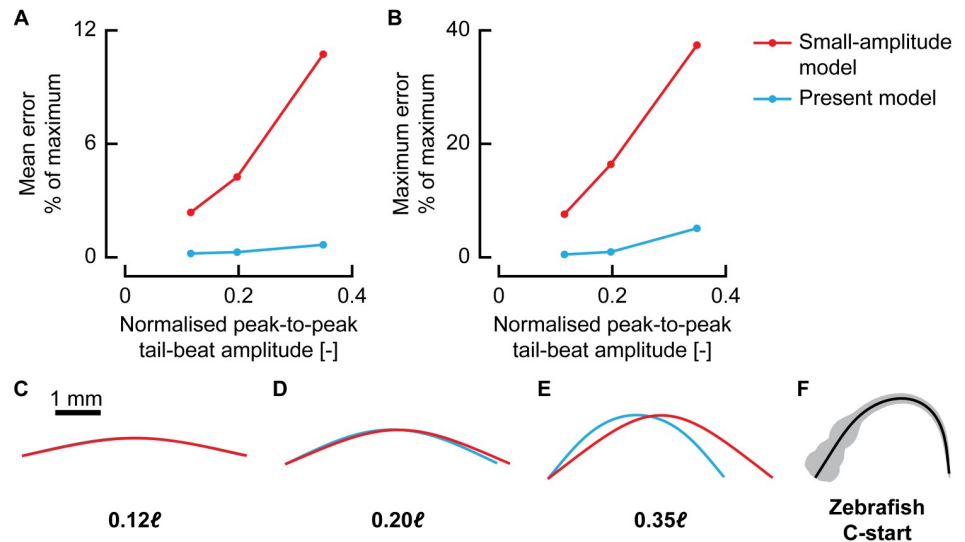 A
12
6
0
Mean error
% of maximum
0
0.2
0.4
Normalised peak-to-peak
tail-beat amplitude [-]
B
40
20
0
Maximum error
% of maximum
0
0.2
0.4
Normalised peak-to-peak
tail-beat amplitude [-]
Small-amplitude
model
Present model
C
1 mm
0.12ℓ
D
0.20ℓ
E
0.35ℓ
F
Zebrafish
C-start